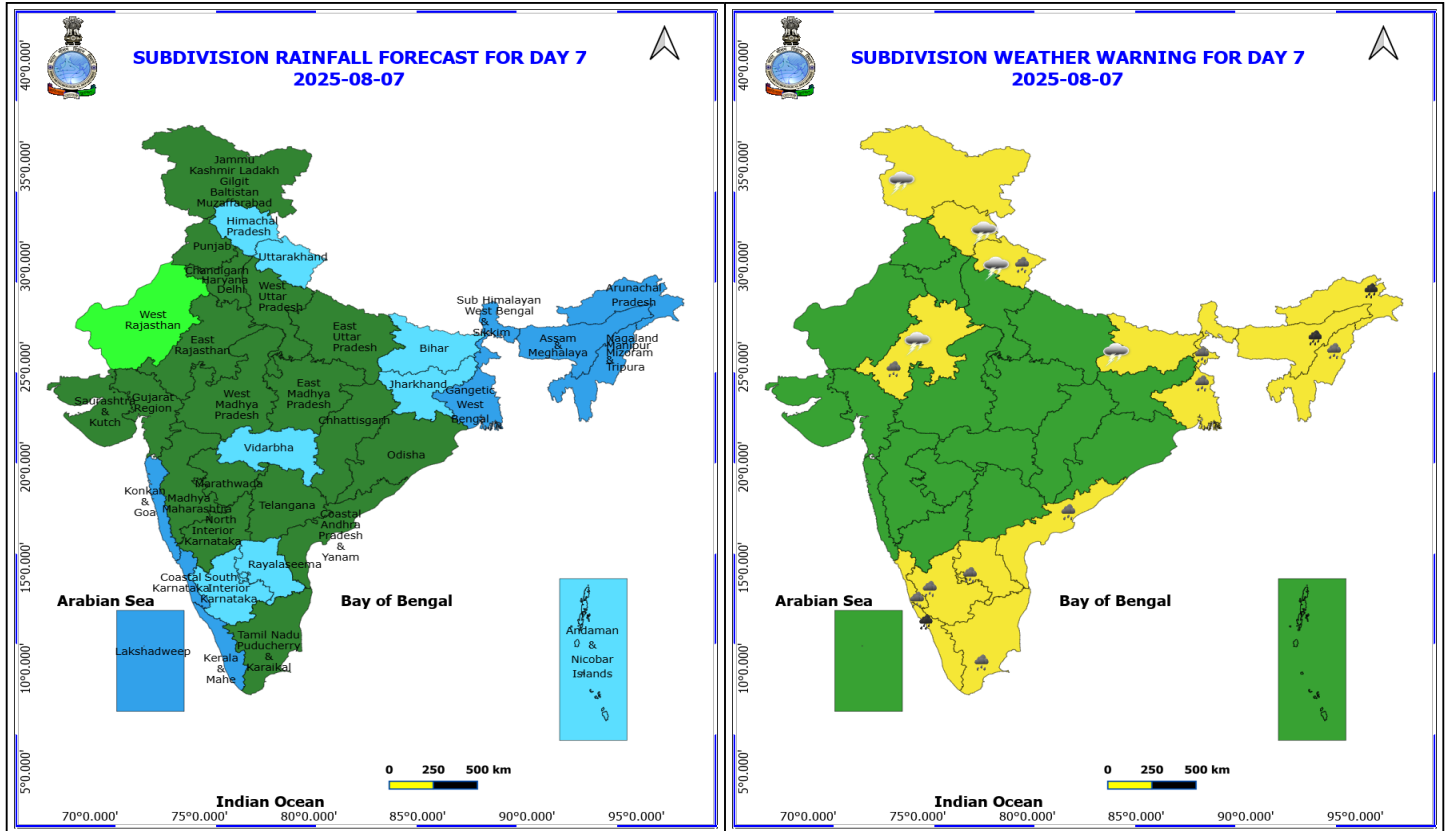 SUBDIVISION RAINFALL FORECAST FOR DAY 7
2025-08-07
40°0.000'
35°0.000'
30°0.000'
25°0.000'
20°0.000'
15°0.000'
10°0.000'
5°0.000'
Jammu
Kashmir Ladakh
Gilgit
Baltistan
Muzaffarabad
Himachal
Pradesh
Punjab
Uttarakhand
Chandigarh
Haryana
Delhi
West
Uttar
Pradesh
West
Rajasthan
East
Rajasthan
East
Uttar
Pradesh
Bihar
Sub Himalayan
West Bengal
&
Sikkim
Arunachal
Pradesh
Assam
&
Meghalaya
Nagaland
Manipur
Mizoram
&
Tripura
Jharkhand
Gangetic
West
Bengal
Saurashtra
&
Kutch
Gujarat
Region
West
Madhya
Pradesh
East
Madhya
Pradesh
Chhattisgarh
Vidarbha
Odisha
Konkan
&
Goa
Marathwada
Madhya
Maharashtra
Telangana
North
Interior
Karnataka
Coastal
Andhra
Pradesh
&
Yanam
Rayalaseema
Coastal
Karnataka
South
Interior
Karnataka
Arabian Sea
Bay of Bengal
Lakshadweep
Tamil Nadu
Puducherry
&
Karaikal
Kerala
&
Mahe
Andaman
&
Nicobar
Islands
0 250 500 km
Indian Ocean
70°0.000' 75°0.000' 80°0.000' 85°0.000' 90°0.000' 95°0.000'
SUBDIVISION WEATHER WARNING FOR DAY 7
2025-08-07
40°0.000'
35°0.000'
30°0.000'
25°0.000'
20°0.000'
15°0.000'
10°0.000'
5°0.000'
Arabian Sea
Bay of Bengal
0 250 500 km
Indian Ocean
70°0.000' 75°0.000' 80°0.000' 85°0.000' 90°0.000' 95°0.000'